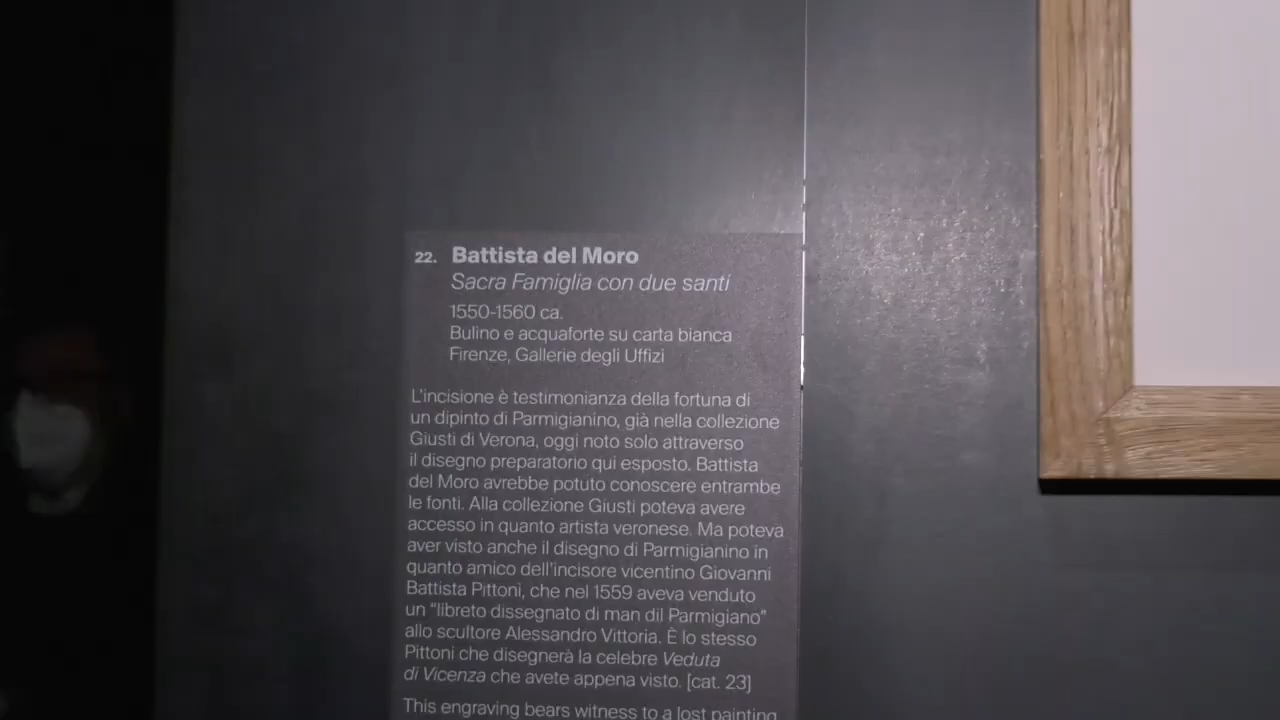 22. Battista del Moro
Sacra Famiglia con due santi
1550-1560 ca.
Bulino e acquaforte su carta bianca
Firenze, Gallerie degli Uffizi
L'incisione è testimonianza della fortuna di
un dipinto di Parmigianino, già nella collezione
Giusti di Verona, oggi noto solo attraverso
il disegno preparatorio qui esposto. Battista
del Moro avrebbe potuto conoscere entrambe
le fonti. Alla collezione Giusti poteva avere
accesso in quanto artista veronese. Ma poteva
aver visto anche il disegno di Parmigianino in
quanto amico dell'incisore vicentino Giovanni
Battista Pittoni, che nel 1559 aveva venduto
un "libreto dissegnato di man dil Parmigiano"
allo scultore Alessandro Vittoria. È lo stesso
Pittoni che disegnerà la celebre Veduta
di Vicenza che avete appena visto. [cat. 23]
This engraving bears witness to a lost painting